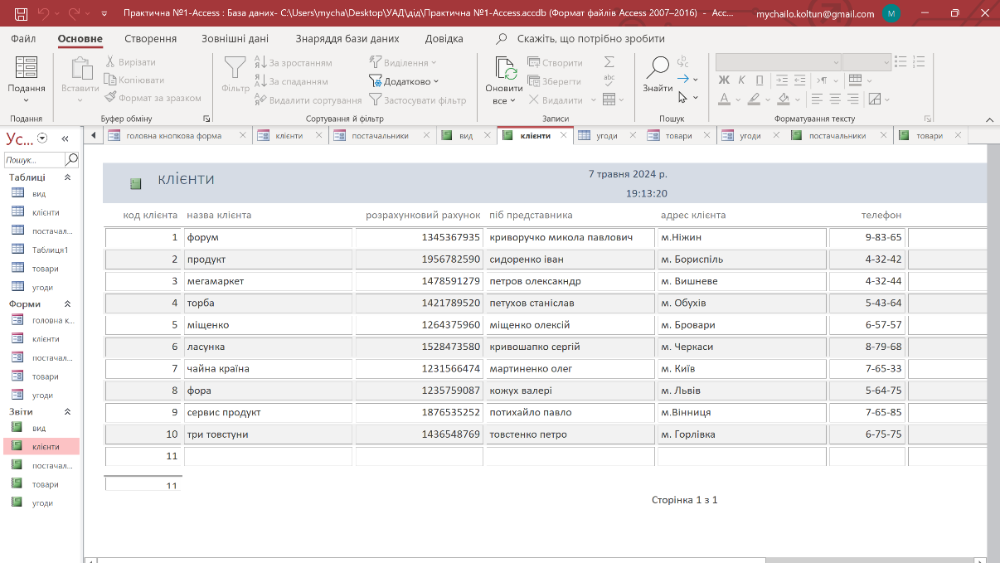 Практична №1-Access : База даних- C:\Users\mycha\Desktop\УАД\дід\Практична №1-Access.accdb (Формат файлів Access 2007–2016) - Acc... mychailo.koltun@gmail.com M
Файл Основне Створення Зовнішні дані Знаряддя бази даних Довідка Скажіть, що потрібно зробити
Подання
Вставити
Вирізати
Копіювати
Формат за зразком
Фільтр
За зростанням
За спаданням
Видалити сортування
Виділення
Додатково
Застосувати фільтр
Оновити
все
Створити
Зберегти
Видалити
Знайти
Ж К П
Подання Буфер обміну Сортування й фільтр Записи Пошук Форматування тексту
Ус...
Пошук...
Таблиці
вид
клієнти
постачал...
Таблиця1
товари
угоди
Форми
головна к...
клієнти
постачал...
товари
угоди
Звіти
вид
клієнти
постачал...
товари
угоди
головна кнопкова форма клієнти постачальники вид клієнти угоди товари угоди постачальники товари
клієнти 7 травня 2024 р.
19:13:20
код клієнта назва клієнта розрахунковий рахунок піб представника адрес клієнта телефон
1 форум 1345367935 криворучко микола павлович м.Ніжин 9-83-65
2 продукт 1956782590 сидоренко іван м. Бориспіль 4-32-42
3 мегамаркет 1478591279 петров олексакндр м. Вишневе 4-32-44
4 торба 1421789520 петухов станіслав м. Обухів 5-43-64
5 міщенко 1264375960 міщенко олексій м. Бровари 6-57-57
6 ласунка 1528473580 кривошапко сергій м. Черкаси 8-79-68
7 чайна країна 1231566474 мартиненко олег м. Київ 7-65-33
8 фора 1235759087 кожух валері м. Львів 5-64-75
9 сервис продукт 1876535252 потихайло павло м.Вінниця 7-65-85
10 три товстуни 1436548769 товстенко петро м. Горлівка 6-75-75
11
11
Сторінка 1 з 1